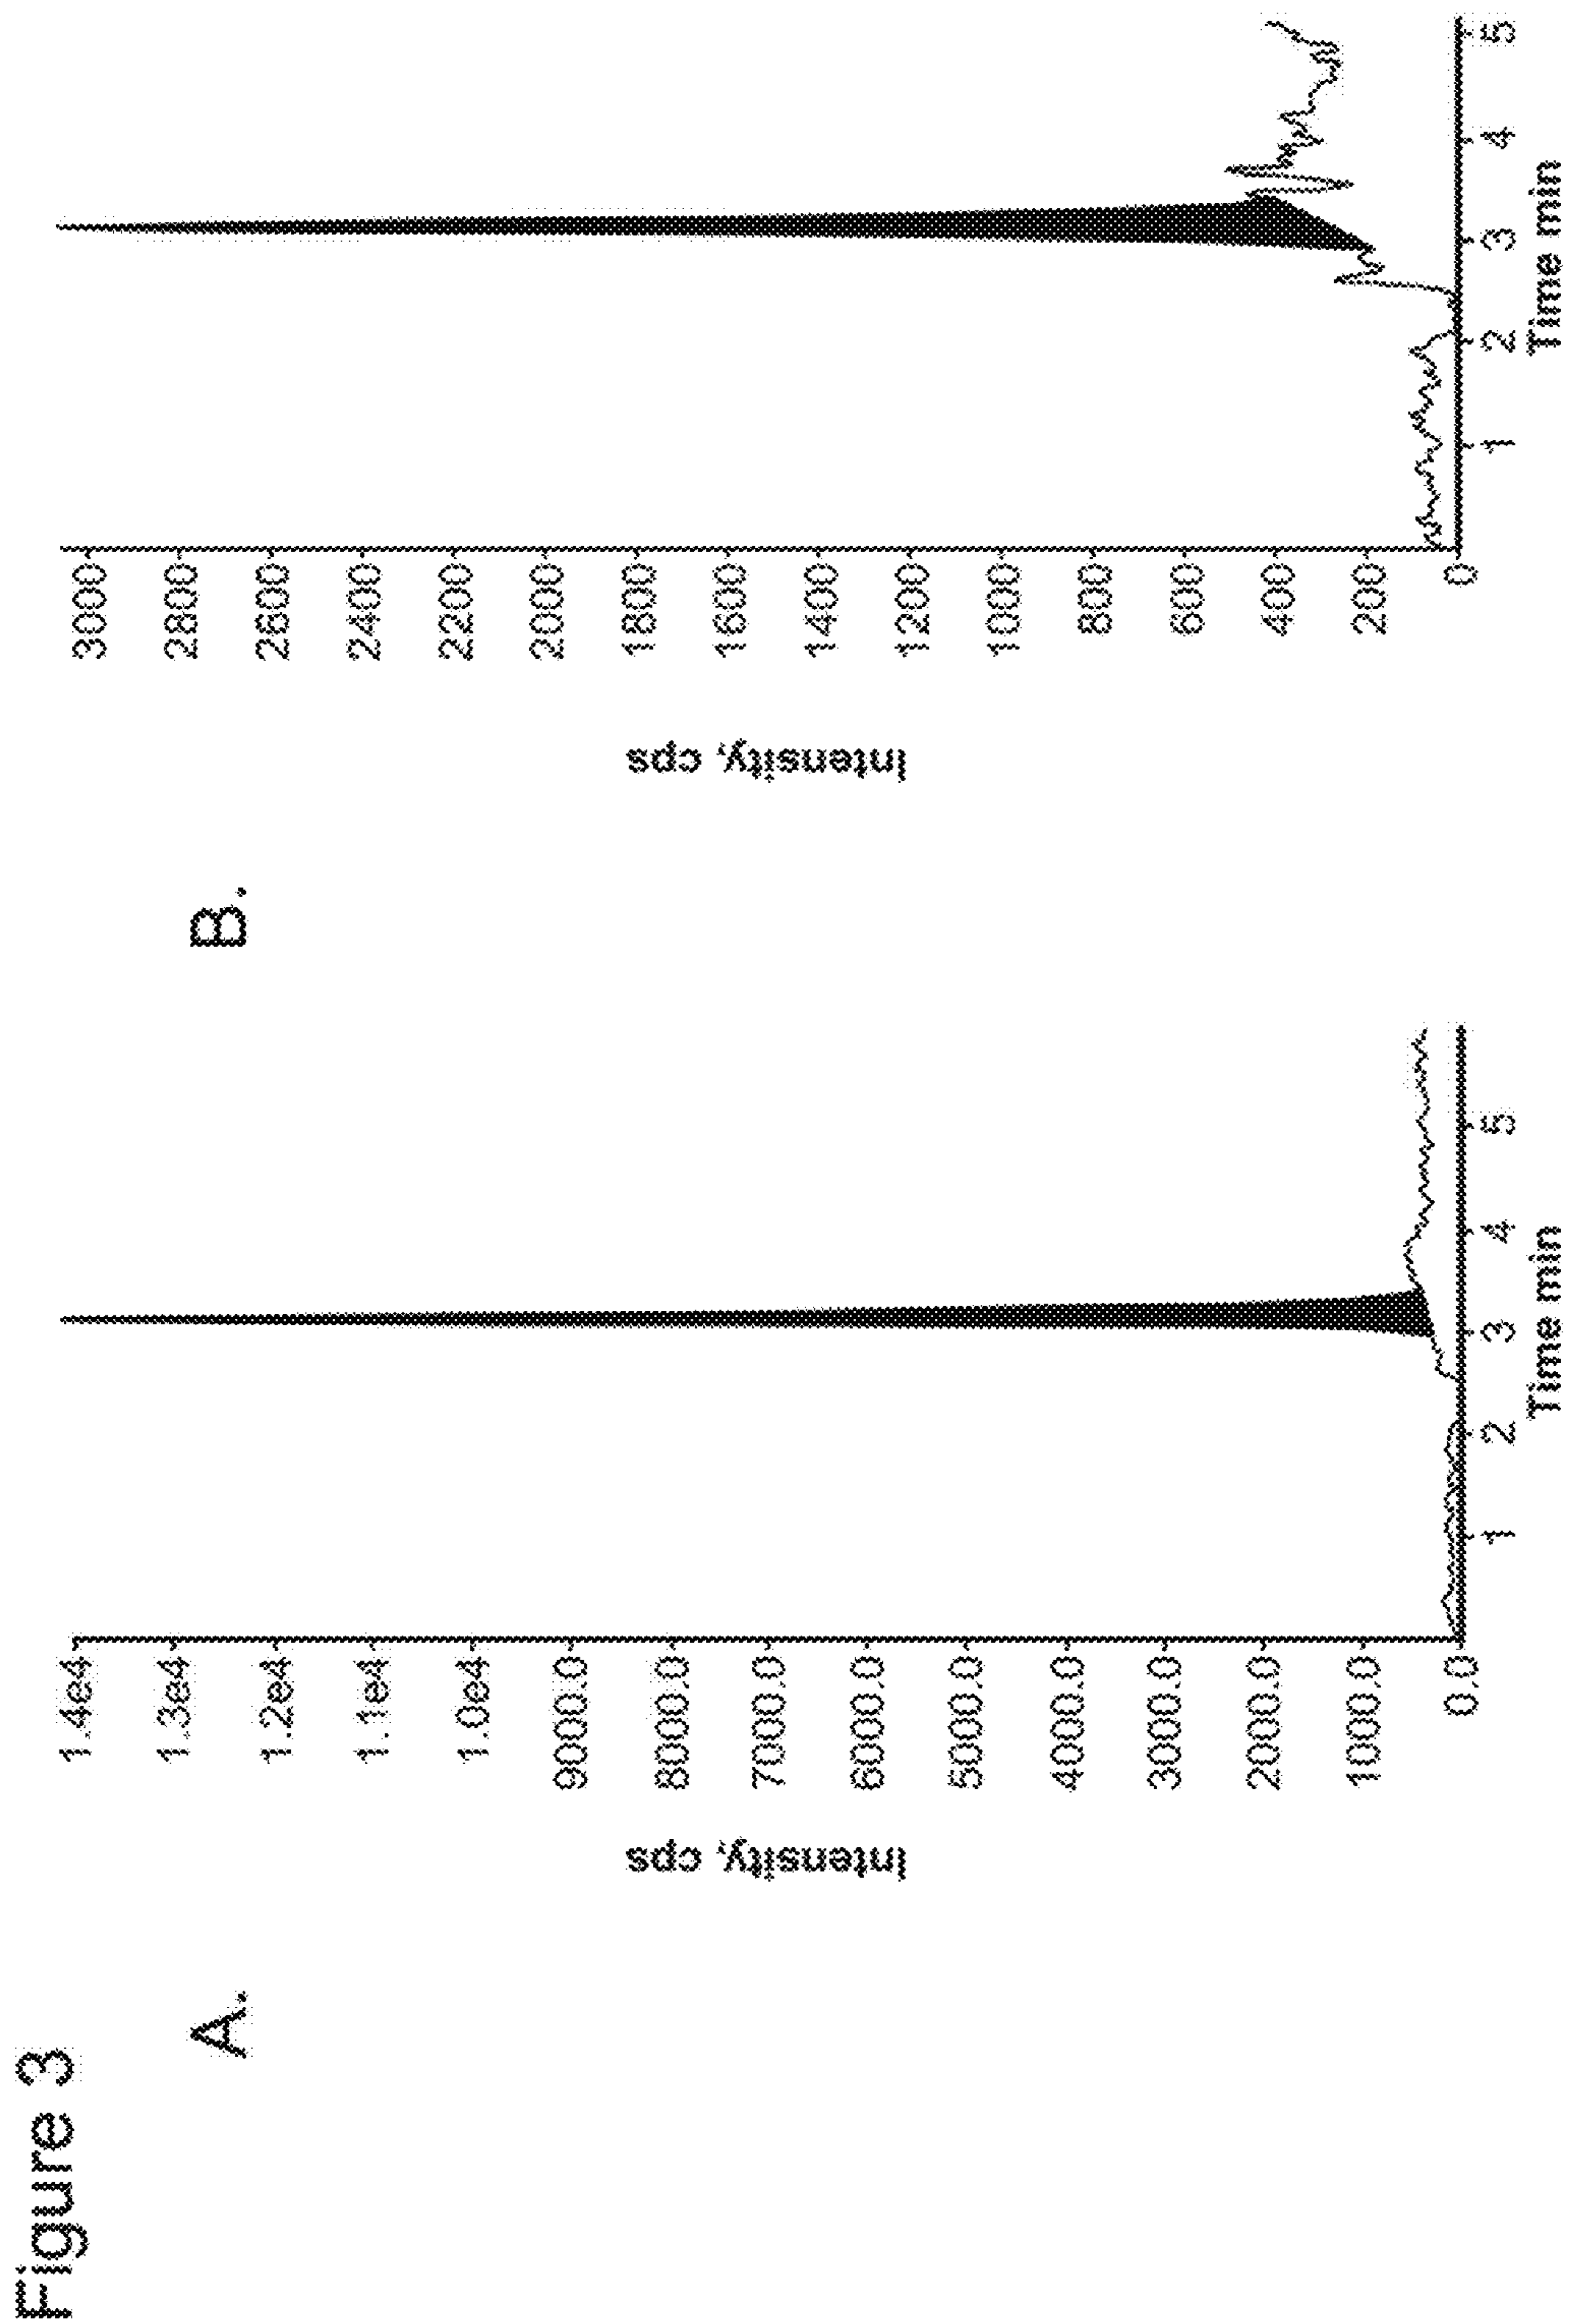 Figure 3
A.
Intensity, cps
1.4e4
1.3e4
1.2e4
1.1e4
1.0e4
9000.0
8000.0
7000.0
6000.0
5000.0
4000.0
3000.0
2000.0
1000.0
0.0
1 2 3 4 5
Time min
B.
Intensity, cps
3000
2800
2600
2400
2200
2000
1800
1600
1400
1200
1000
800
600
400
200
0
1 2 3 4 5
Time min